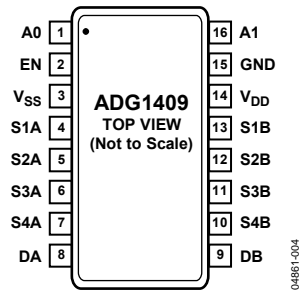 A0 1 16 A1
EN 2 15 GND
VSS 3 14 VDD
ADG1409
S1A 4 TOP VIEW 13 S1B
(Not to Scale)
S2A 5 12 S2B
S3A 6 11 S3B
S4A 7 10 S4B
DA 8 9 DB
04861-004